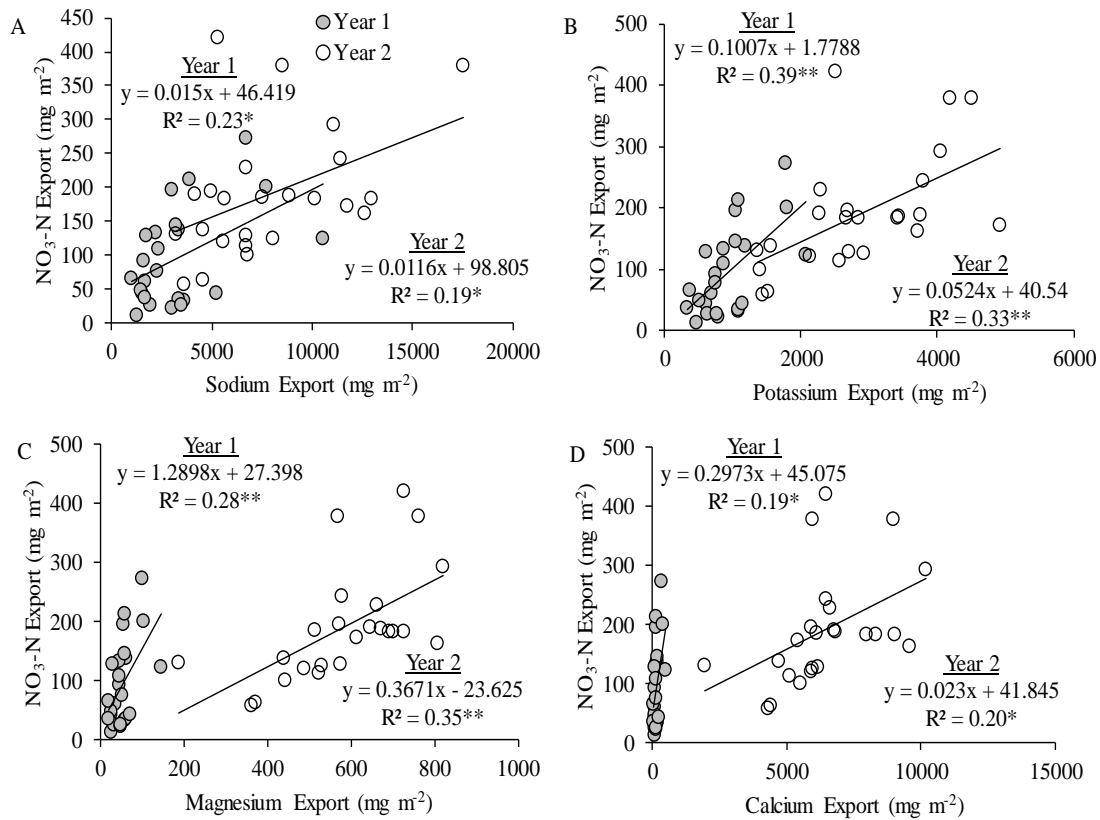 A
Year 1
Year 2
450
400
350
300
250
200
150
100
50
0
NO₃-N Export (mg m⁻²)
Year 1
y = 0.015x + 46.419
R² = 0.23*
Year 2
y = 0.0116x + 98.805
R² = 0.19*
0 5000 10000 15000 20000
Sodium Export (mg m⁻²)
B
500
400
300
200
100
0
NO₃-N Export (mg m⁻²)
Year 1
y = 0.1007x + 1.7788
R² = 0.39**
Year 2
y = 0.0524x + 40.54
R² = 0.33**
0 2000 4000 6000
Potassium Export (mg m⁻²)
C
500
400
300
200
100
0
NO₃-N Export (mg m⁻²)
Year 1
y = 1.2898x + 27.398
R² = 0.28**
Year 2
y = 0.3671x - 23.625
R² = 0.35**
0 200 400 600 800 1000
Magnesium Export (mg m⁻²)
D
500
400
300
200
100
0
NO₃-N Export (mg m⁻²)
Year 1
y = 0.2973x + 45.075
R² = 0.19*
Year 2
y = 0.023x + 41.845
R² = 0.20*
0 5000 10000 15000
Calcium Export (mg m⁻²)